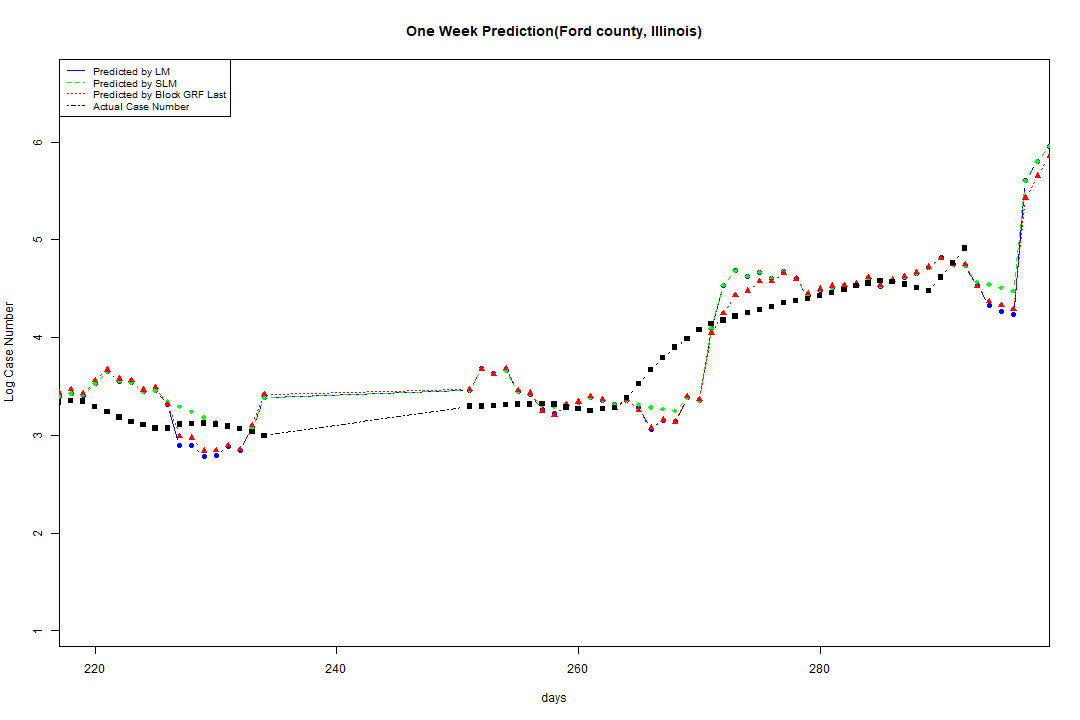 One Week Prediction(Ford county, Illinois)
Predicted by LM
Predicted by SLM
Predicted by Block GRF Last
Actual Case Number
Log Case Number
6
5
4
3
2
1
220 240 260 280
days